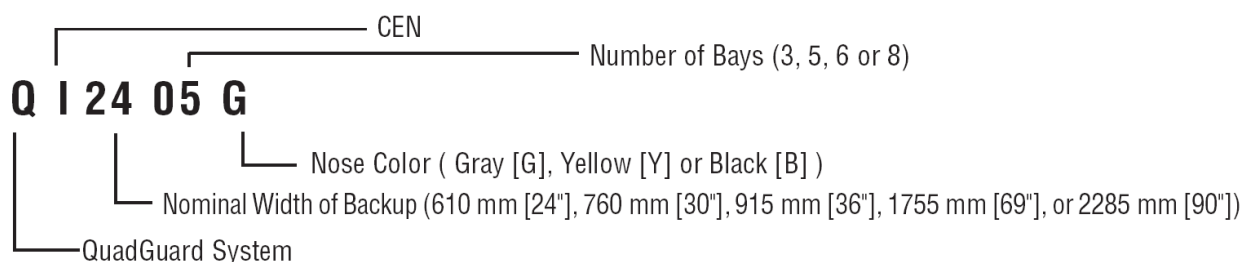 CEN
Number of Bays (3, 5, 6 or 8)
Q I 24 05 G
Nose Color ( Gray [G], Yellow [Y] or Black [B] )
Nominal Width of Backup (610 mm [24"], 760 mm [30"], 915 mm [36"], 1755 mm [69"], or 2285 mm [90"])
QuadGuard System